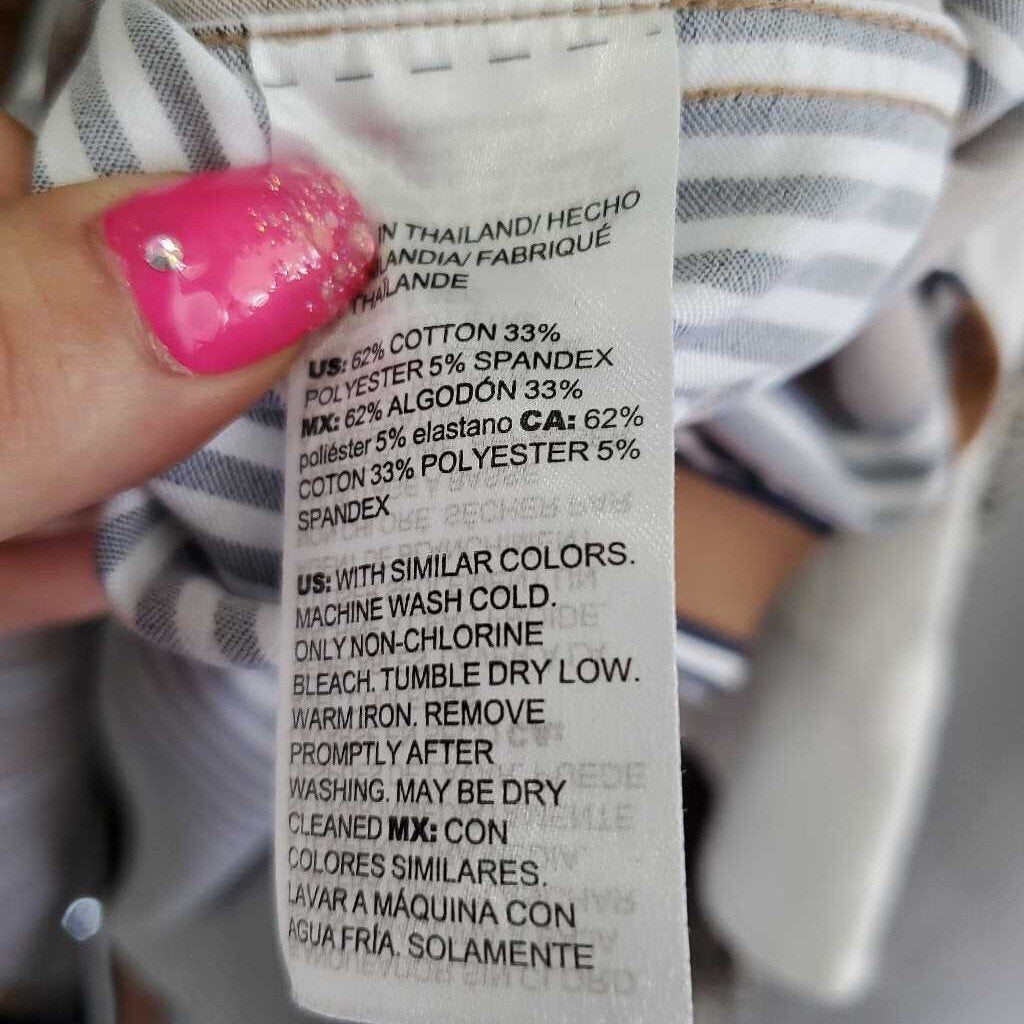 IN THAILAND/ HECHO
LANDIA/ FABRIQUÉ
THAÏLANDE
US: 62% COTTON 33%
POLYESTER 5% SPANDEX
MX: 62% ALGODÓN 33%
poliéster 5% elastano CA: 62%
COTON 33% POLYESTER 5%
SPANDEX
US: WITH SIMILAR COLORS.
MACHINE WASH COLD.
ONLY NON-CHLORINE
BLEACH. TUMBLE DRY LOW.
WARM IRON. REMOVE
PROMPTLY AFTER
WASHING. MAY BE DRY
CLEANED MX: CON
COLORES SIMILARES.
LAVAR A MÁQUINA CON
AGUA FRÍA. SOLAMENTE